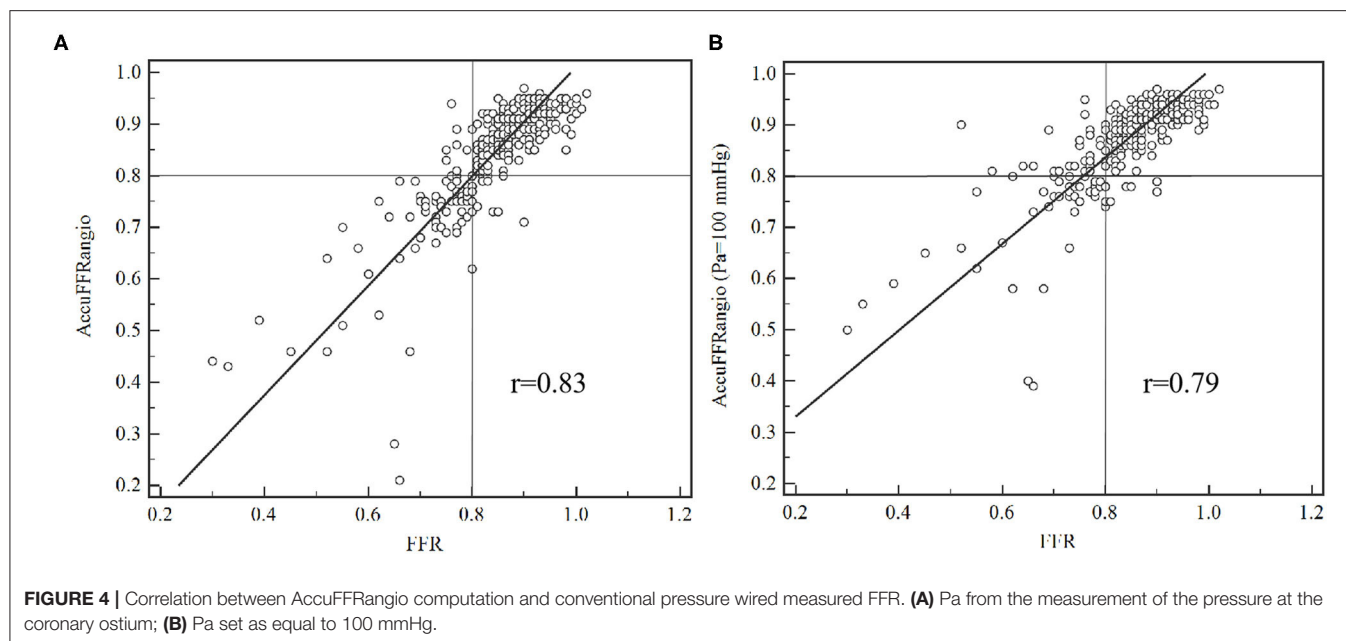 A
B
1.0
0.9
0.8
0.7
0.6
0.5
0.4
0.3
0.2
AccuFFRangio
r=0.83
0.2 0.4 0.6 0.8 1.0 1.2
FFR
1.0
0.9
0.8
0.7
0.6
0.5
0.4
0.3
0.2
AccuFFRangio (Pa=100 mmHg)
r=0.79
0.2 0.4 0.6 0.8 1.0 1.2
FFR
FIGURE 4 | Correlation between AccuFFRangio computation and conventional pressure wired measured FFR. (A) Pa from the measurement of the pressure at the
coronary ostium; (B) Pa set as equal to 100 mmHg.